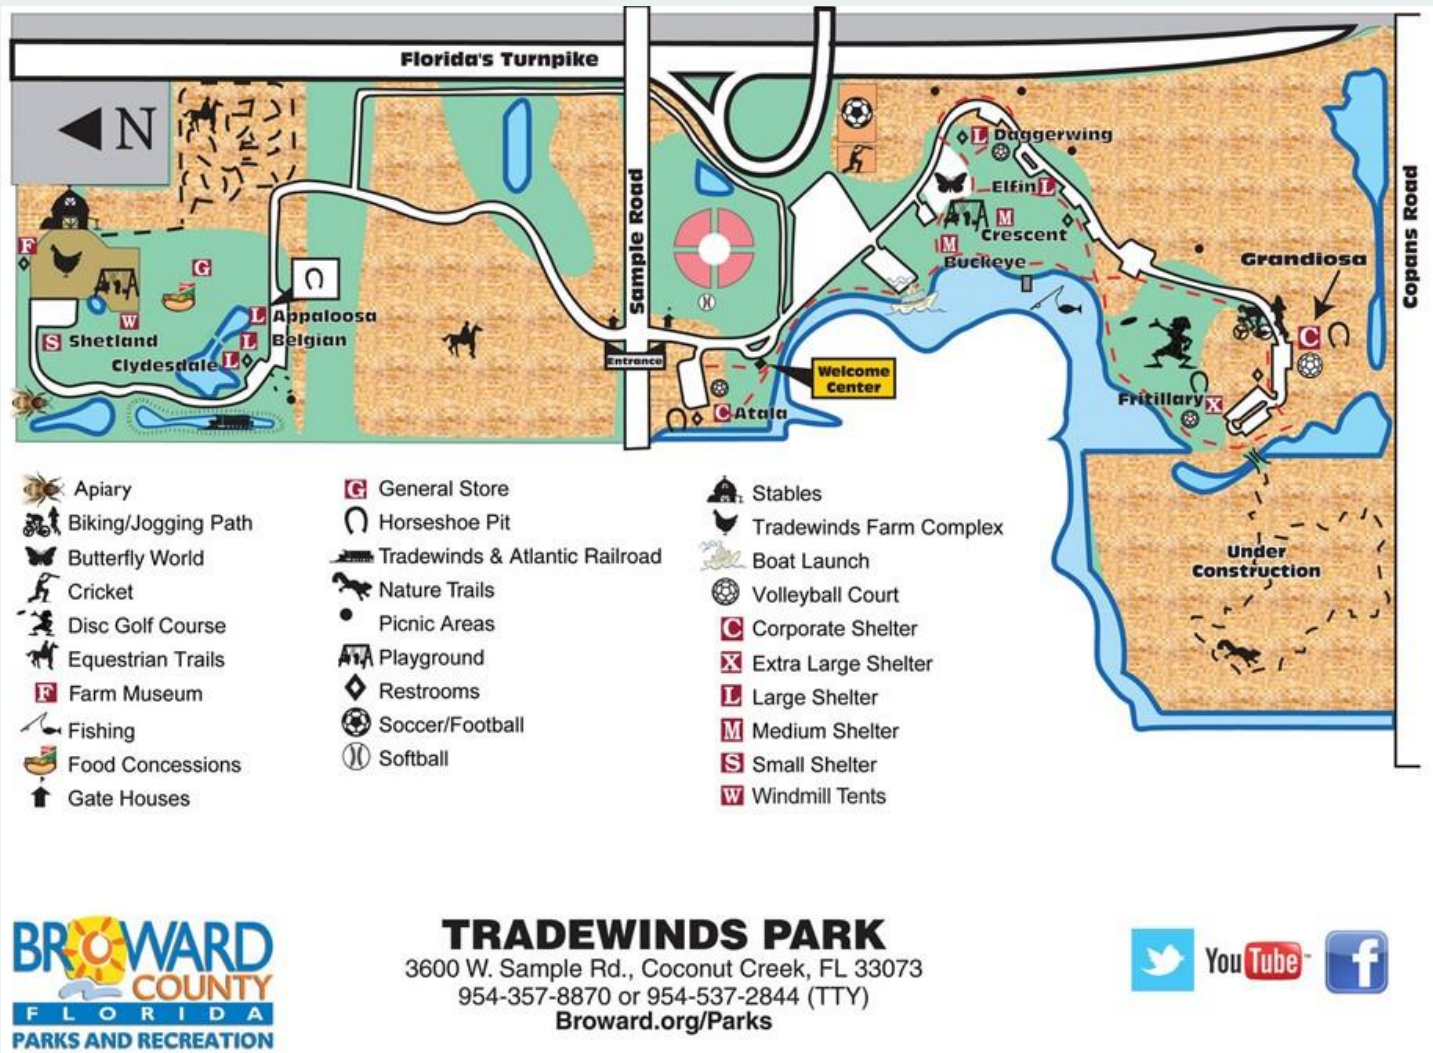 Florida's Turnpike
N
Sample Road
Copans Road
L Daggerwing
Elfin L
M
Crescent
M
Buckeye
Grandiosa
C
F
G
L Appaloosa
L Belgian
W
S Shetland
Clydesdale L
Entrance
Welcome
Center
C Atala
Fritillary X
Under
Construction
Apiary
Biking/Jogging Path
Butterfly World
Cricket
Disc Golf Course
Equestrian Trails
F Farm Museum
Fishing
Food Concessions
Gate Houses
G General Store
Horseshoe Pit
Tradewinds & Atlantic Railroad
Nature Trails
Picnic Areas
Playground
Restrooms
Soccer/Football
Softball
Stables
Tradewinds Farm Complex
Boat Launch
Volleyball Court
C Corporate Shelter
X Extra Large Shelter
L Large Shelter
M Medium Shelter
S Small Shelter
W Windmill Tents
BROWARD
COUNTY
FLORIDA
PARKS AND RECREATION
TRADEWINDS PARK
3600 W. Sample Rd., Coconut Creek, FL 33073
954-357-8870 or 954-537-2844 (TTY)
Broward.org/Parks
YouTube
f